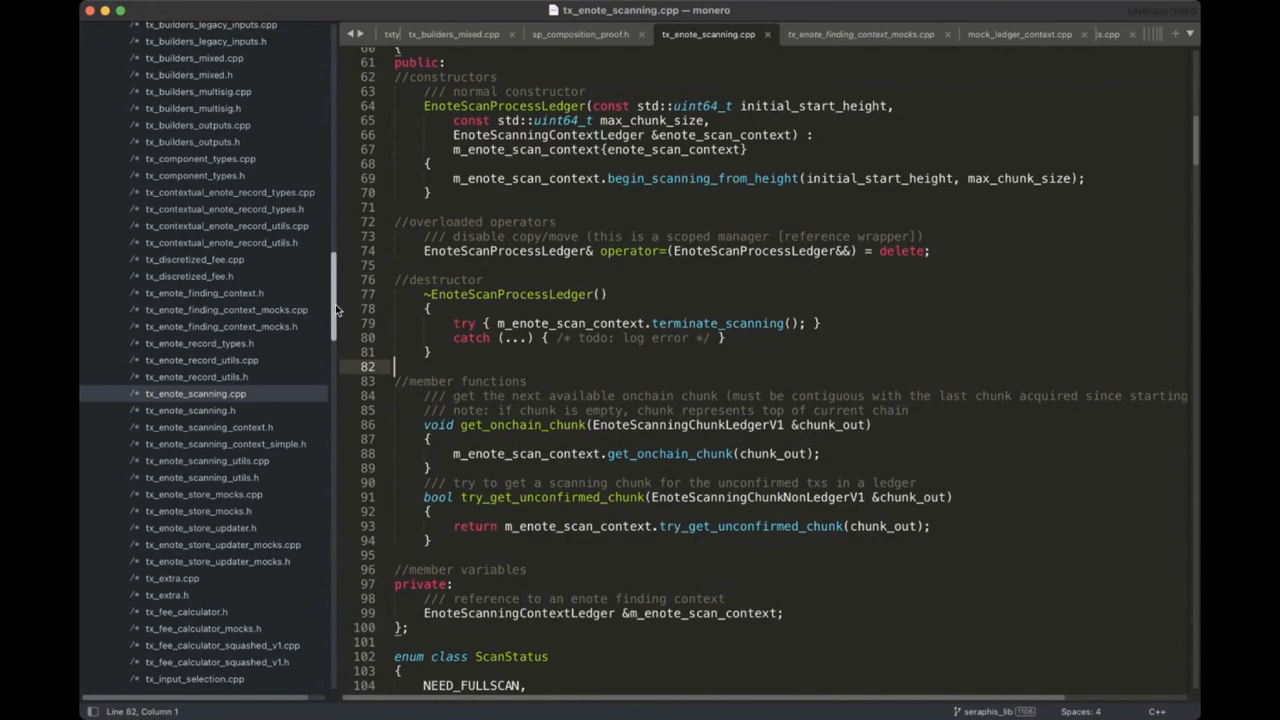 tx_enote_scanning.cpp — monero
UNREGISTERED
tx_builders_legacy_inputs.cpp
tx_builders_legacy_inputs.h
tx_builders_mixed.cpp
tx_builders_mixed.h
tx_builders_multisig.cpp
tx_builders_multisig.h
tx_builders_outputs.cpp
tx_builders_outputs.h
tx_component_types.cpp
tx_component_types.h
tx_contextual_enote_record_types.cpp
tx_contextual_enote_record_types.h
tx_contextual_enote_record_utils.cpp
tx_contextual_enote_record_utils.h
tx_discretized_fee.cpp
tx_discretized_fee.h
tx_enote_finding_context.h
tx_enote_finding_context_mocks.cpp
tx_enote_finding_context_mocks.h
tx_enote_record_types.h
tx_enote_record_utils.cpp
tx_enote_record_utils.h
tx_enote_scanning.cpp
tx_enote_scanning.h
tx_enote_scanning_context.h
tx_enote_scanning_context_simple.h
tx_enote_scanning_utils.cpp
tx_enote_scanning_utils.h
tx_enote_store_mocks.cpp
tx_enote_store_mocks.h
tx_enote_store_updater.h
tx_enote_store_updater_mocks.cpp
tx_enote_store_updater_mocks.h
tx_extra.cpp
tx_extra.h
tx_fee_calculator.h
tx_fee_calculator_mocks.h
tx_fee_calculator_squashed_v1.cpp
tx_fee_calculator_squashed_v1.h
tx_input_selection.cpp
txty tx_builders_mixed.cpp × sp_composition_proof.h × tx_enote_scanning.cpp × tx_enote_finding_context_mocks.cpp × mock_ledger_context.cpp × :s.cpp ×
60 {
61 public:
62 //constructors
63 /// normal constructor
64 EnoteScanProcessLedger(const std::uint64_t initial_start_height,
65 const std::uint64_t max_chunk_size,
66 EnoteScanningContextLedger &enote_scan_context) :
67 m_enote_scan_context{enote_scan_context}
68 {
69 m_enote_scan_context.begin_scanning_from_height(initial_start_height, max_chunk_size);
70 }
71
72 //overloaded operators
73 /// disable copy/move (this is a scoped manager [reference wrapper])
74 EnoteScanProcessLedger& operator=(EnoteScanProcessLedger&&) = delete;
75
76 //destructor
77 ~EnoteScanProcessLedger()
78 {
79 try { m_enote_scan_context.terminate_scanning(); }
80 catch (...) { /* todo: log error */ }
81 }
82
83 //member functions
84 /// get the next available onchain chunk (must be contiguous with the last chunk acquired since starting
85 /// note: if chunk is empty, chunk represents top of current chain
86 void get_onchain_chunk(EnoteScanningChunkLedgerV1 &chunk_out)
87 {
88 m_enote_scan_context.get_onchain_chunk(chunk_out);
89 }
90 /// try to get a scanning chunk for the unconfirmed txs in a ledger
91 bool try_get_unconfirmed_chunk(EnoteScanningChunkNonLedgerV1 &chunk_out)
92 {
93 return m_enote_scan_context.try_get_unconfirmed_chunk(chunk_out);
94 }
95
96 //member variables
97 private:
98 /// reference to an enote finding context
99 EnoteScanningContextLedger &m_enote_scan_context;
100 };
101
102 enum class ScanStatus
103 {
104 NEED_FULLSCAN,
Line 82, Column 1
seraphis_lib 1106
Spaces: 4
C++